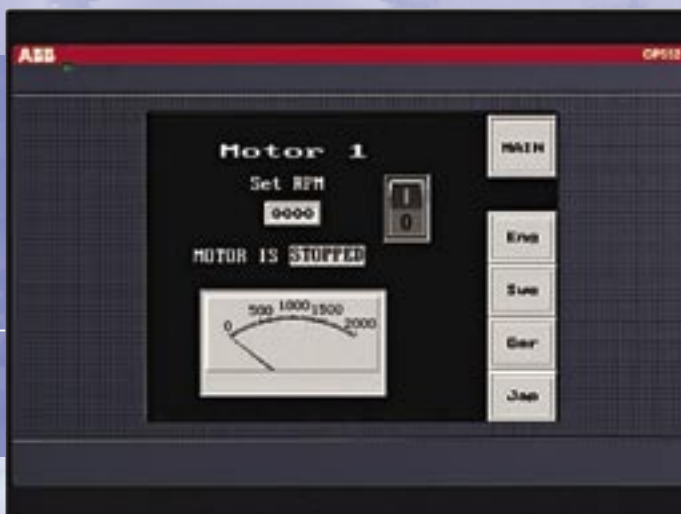 ABB
Motor 1
MAIN
Set RPM
0000
I
0
MOTOR IS STOPPED
Eng
Swe
Ger
Jap
0 500 1000 1500 2000